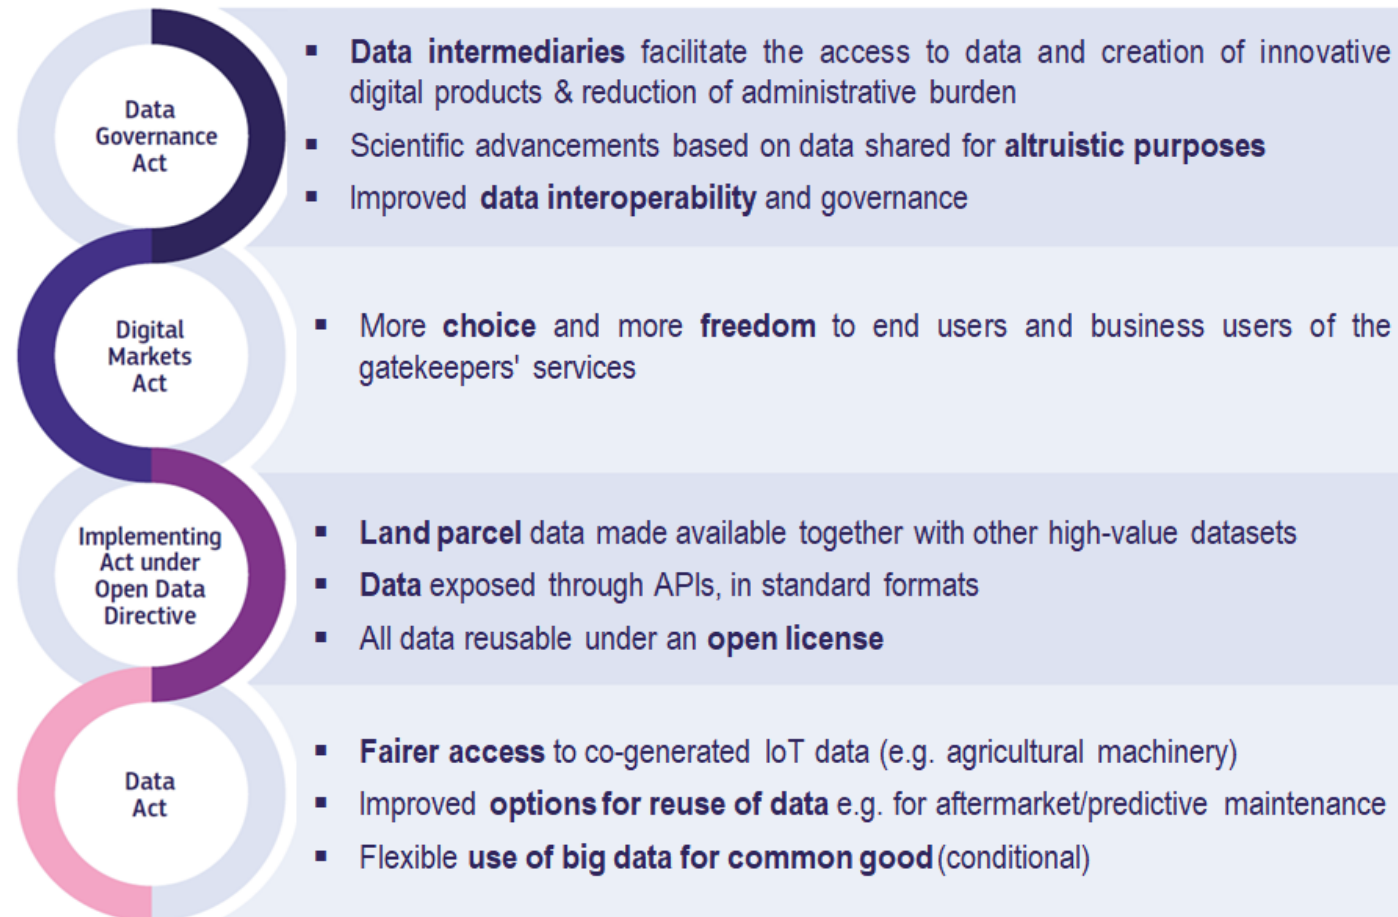 Data
Governance
Act
▪ Data intermediaries facilitate the access to data and creation of innovative
digital products & reduction of administrative burden
▪ Scientific advancements based on data shared for altruistic purposes
▪ Improved data interoperability and governance
Digital
Markets
Act
▪ More choice and more freedom to end users and business users of the
gatekeepers' services
Implementing
Act under
Open Data
Directive
▪ Land parcel data made available together with other high-value datasets
▪ Data exposed through APIs, in standard formats
▪ All data reusable under an open license
Data
Act
▪ Fairer access to co-generated IoT data (e.g. agricultural machinery)
▪ Improved options for reuse of data e.g. for aftermarket/predictive maintenance
▪ Flexible use of big data for common good (conditional)